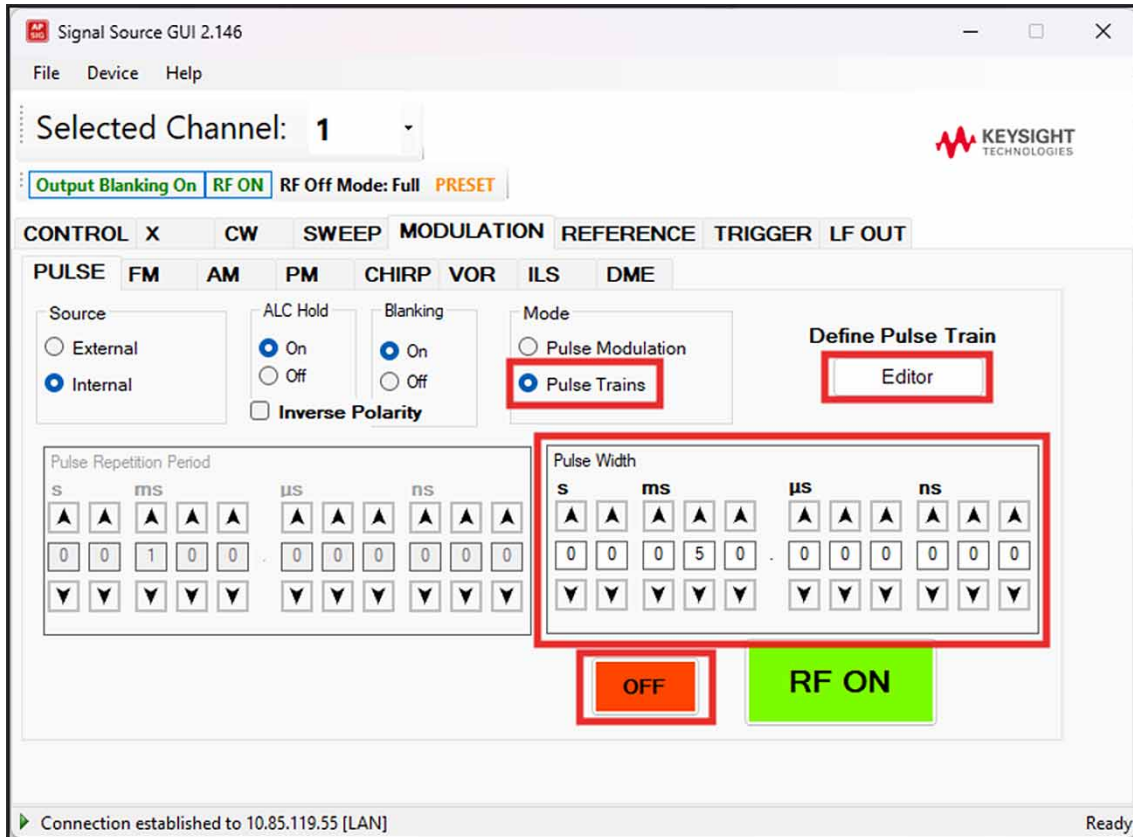 AP SIG Signal Source GUI 2.146
File Device Help
Selected Channel: 1
KEYSIGHT
TECHNOLOGIES
Output Blanking On RF ON RF Off Mode: Full PRESET
CONTROL X CW SWEEP MODULATION REFERENCE TRIGGER LF OUT
PULSE FM AM PM CHIRP VOR ILS DME
Source
External
Internal
ALC Hold
On
Off
Inverse Polarity
Blanking
On
Off
Mode
Pulse Modulation
Pulse Trains
Define Pulse Train
Editor
Pulse Repetition Period
s ms µs ns
0 0 1 0 0 . 0 0 0 0 0 0
Pulse Width
s ms µs ns
0 0 0 5 0 . 0 0 0 0 0 0
OFF
RF ON
Connection established to 10.85.119.55 [LAN] Ready